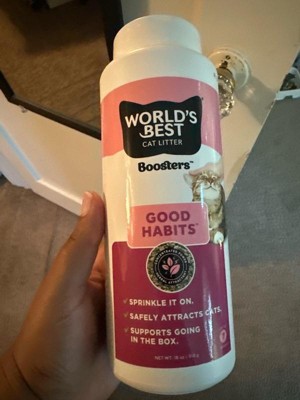 WORLD'S
BEST
CAT LITTER
Boosters™
GOOD
HABITS™
SPRINKLE IT ON.
SAFELY ATTRACTS CATS.
SUPPORTS GOING
IN THE BOX.